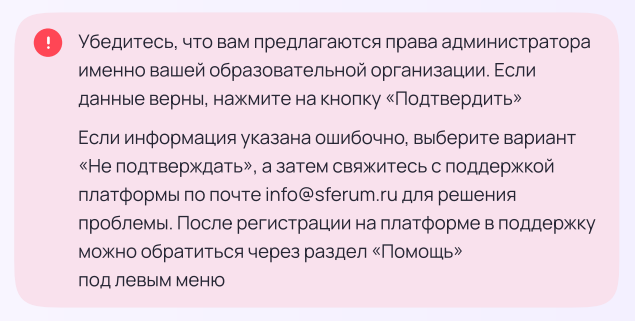 Убедитесь, что вам предлагаются права администратора
именно вашей образовательной организации. Если
данные верны, нажмите на кнопку «Подтвердить»
Если информация указана ошибочно, выберите вариант
«Не подтверждать», а затем свяжитесь с поддержкой
платформы по почте info@sferum.ru для решения
проблемы. После регистрации на платформе в поддержку
можно обратиться через раздел «Помощь»
под левым меню